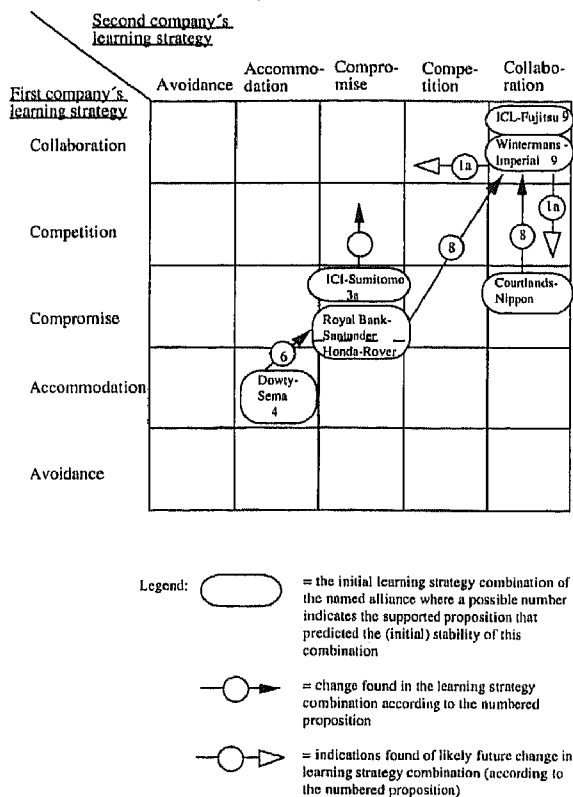 Second company´s
learning strategy
First company´s
learning strategy
Avoidance
Accommo-
dation
Compro-
mise
Compe-
tition
Collabo-
ration
Collaboration
ICL-Fujitsu 9
Wintermans-
Imperial 9
1a
1a
Competition
8
8
ICI-Sumitomo
3a
Courtlands-
Nippon
Compromise
Royal Bank-
Santander
Honda-Rover
6
Accommodation
Dowty-
Sema
4
Avoidance
Legend:
= the initial learning strategy combination of
the named alliance where a possible number
indicates the supported proposition that
predicted the (initial) stability of this
combination
= change found in the learning strategy
combination according to the numbered
proposition
= indications found of likely future change in
learning strategy combination (according to
the numbered proposition)